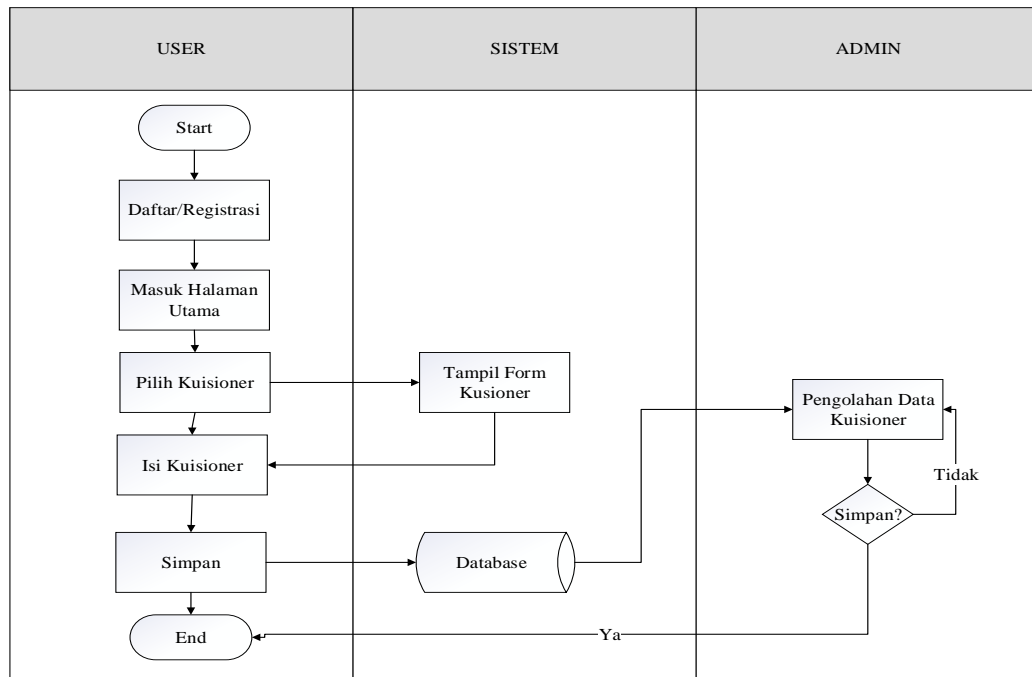 USER
SISTEM
ADMIN
Start
Daftar/Registrasi
Masuk Halaman
Utama
Pilih Kuisioner
Tampil Form
Kusioner
Pengolahan Data
Kuisioner
Isi Kuisioner
Tidak
Simpan?
Simpan
Database
End
Ya